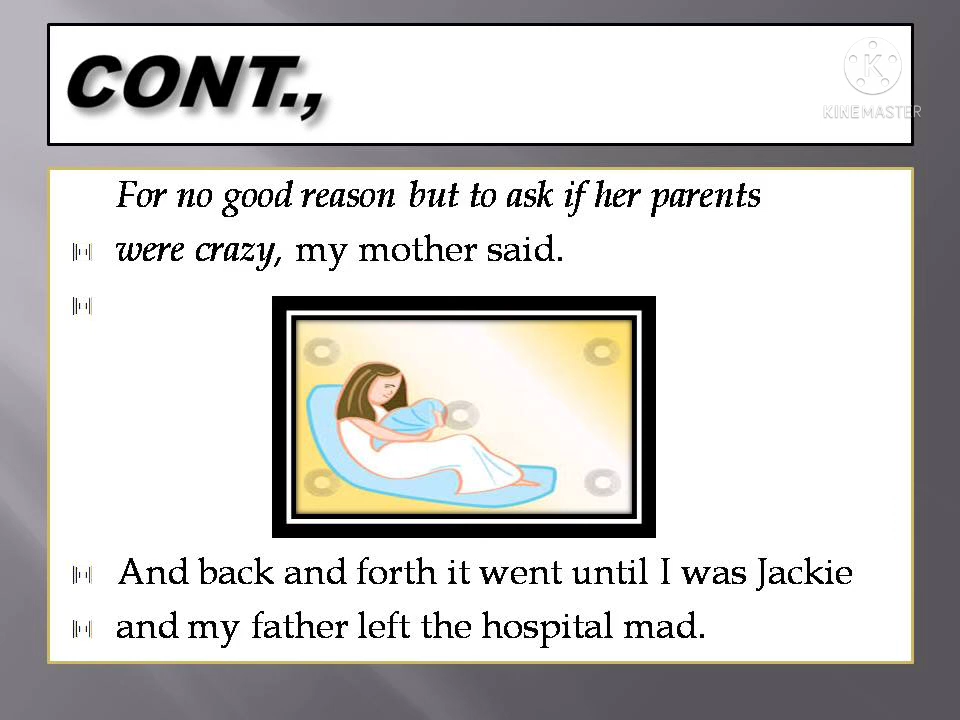 CONT.,
K
KINEMASTER
For no good reason but to ask if her parents
were crazy, my mother said.
And back and forth it went until I was Jackie
and my father left the hospital mad.